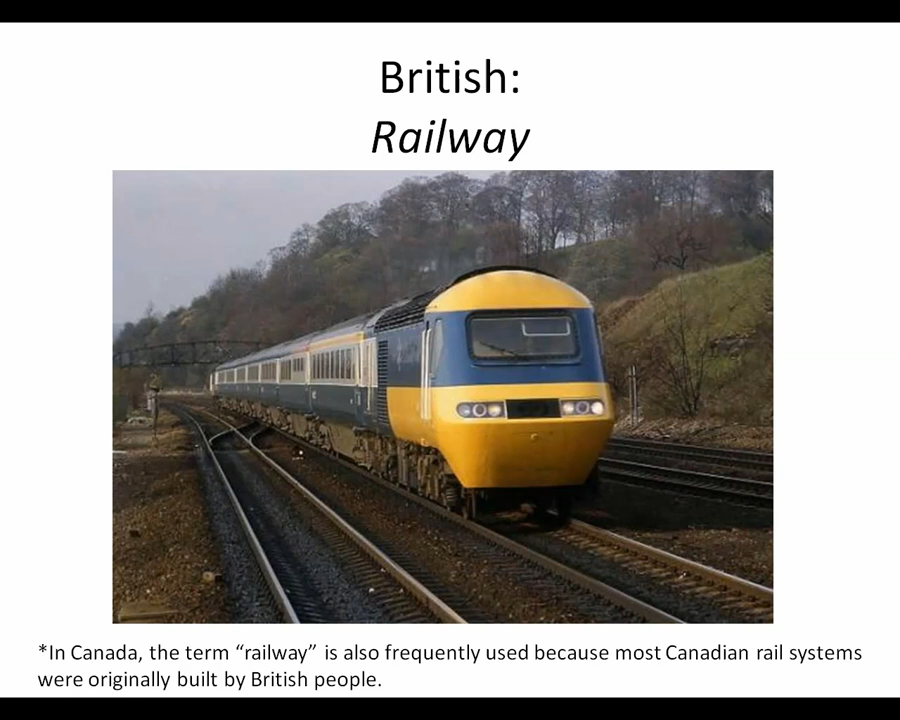 British:
Railway
*In Canada, the term “railway” is also frequently used because most Canadian rail systems
were originally built by British people.